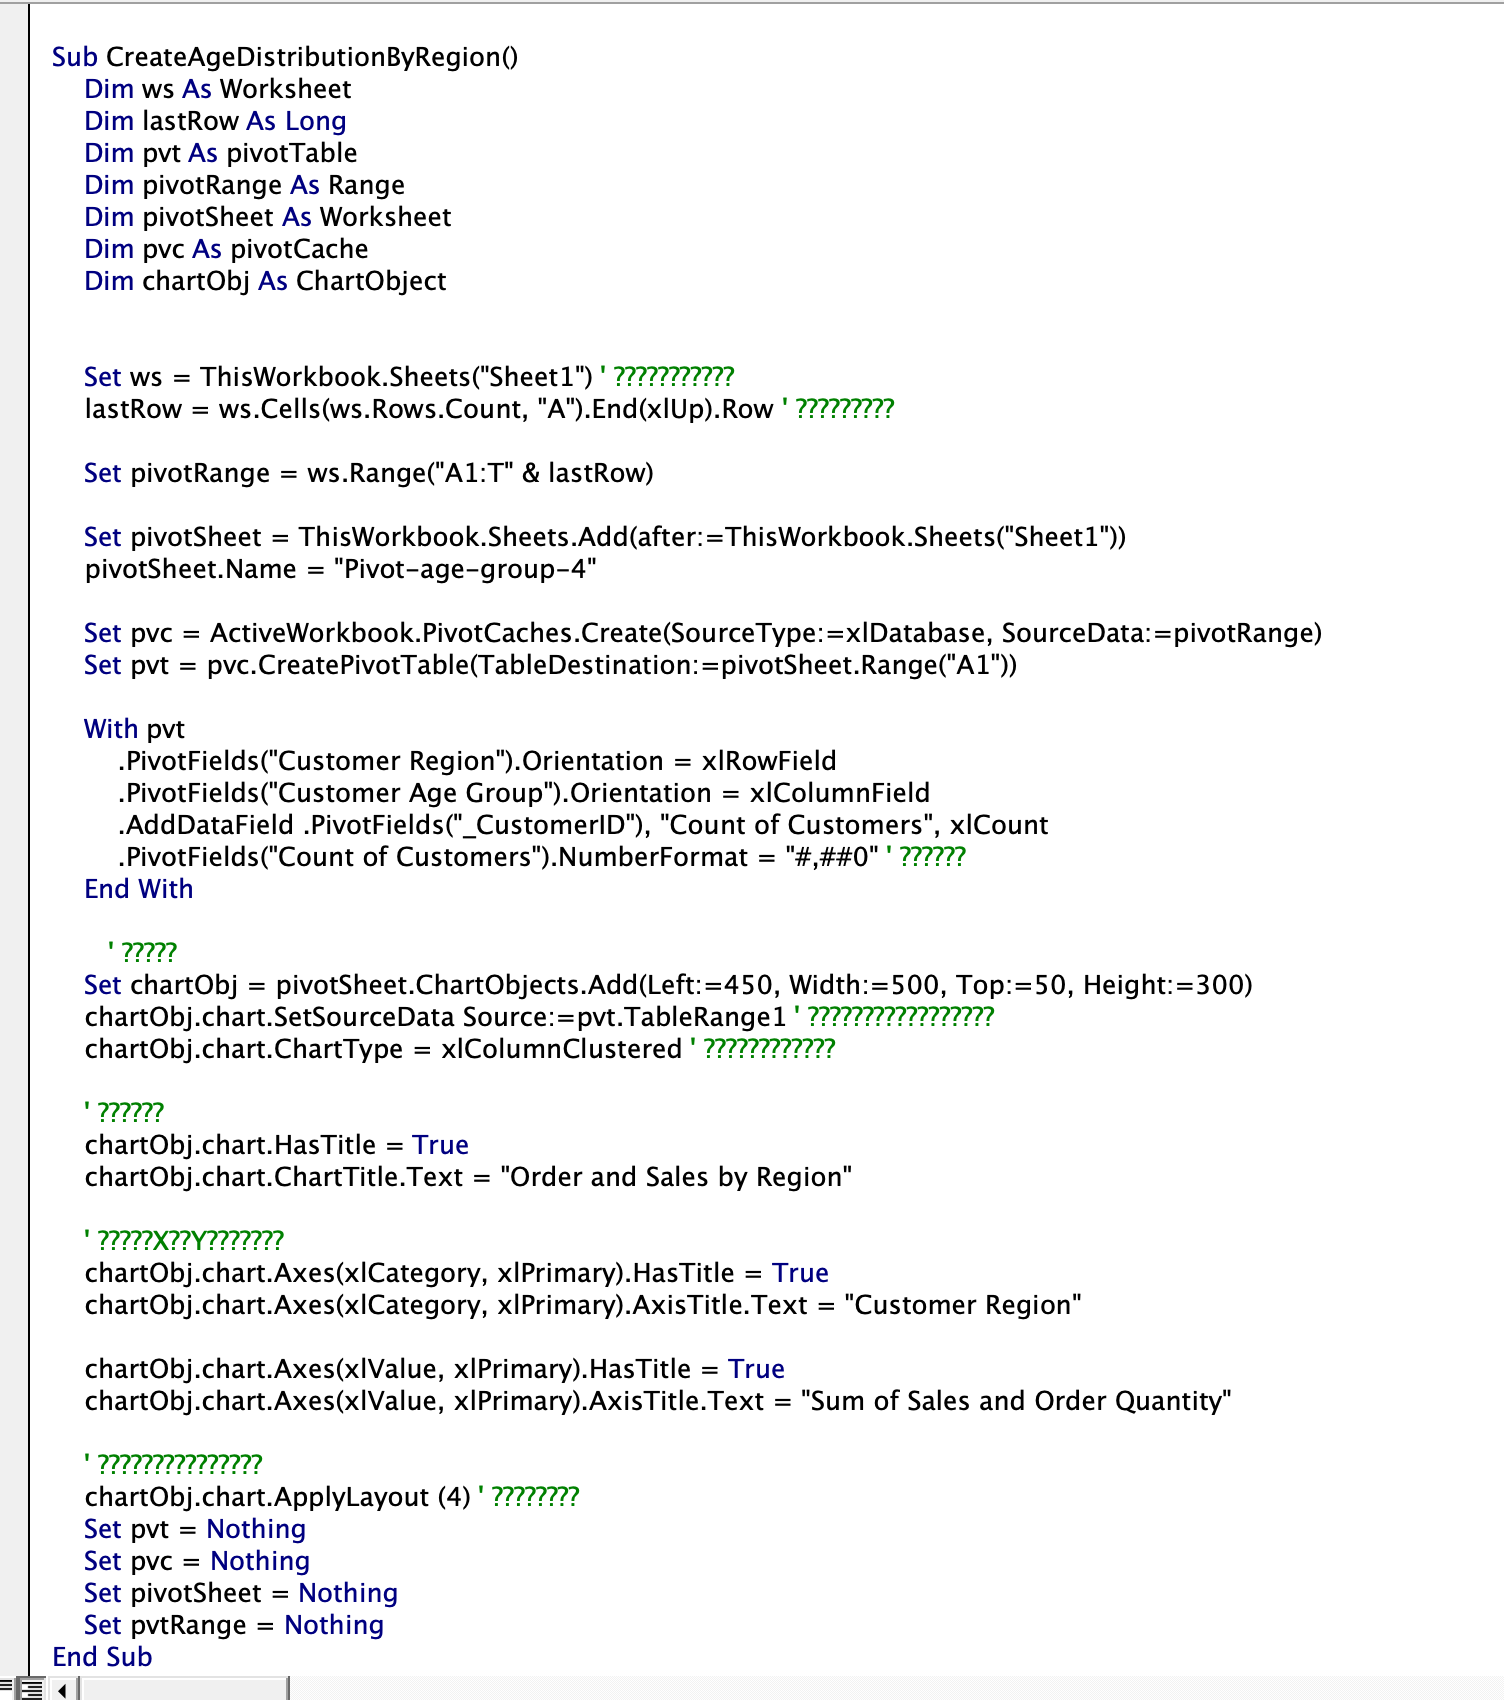 Sub CreateAgeDistributionByRegion()
Dim ws As Worksheet
Dim lastRow As Long
Dim pvt As pivotTable
Dim pivotRange As Range
Dim pivotSheet As Worksheet
Dim pvc As pivotCache
Dim chartObj As ChartObject
Set ws = ThisWorkbook.Sheets("Sheet1") ' ???????????
lastRow = ws.Cells(ws.Rows.Count, "A").End(xlUp).Row ' ?????????
Set pivotRange = ws.Range("A1:T" & lastRow)
Set pivotSheet = ThisWorkbook.Sheets.Add(after:=ThisWorkbook.Sheets("Sheet1"))
pivotSheet.Name = "Pivot-age-group-4"
Set pvc = ActiveWorkbook.PivotCaches.Create(SourceType:=xlDatabase, SourceData:=pivotRange)
Set pvt = pvc.CreatePivotTable(TableDestination:=pivotSheet.Range("A1"))
With pvt
.PivotFields("Customer Region").Orientation = xlRowField
.PivotFields("Customer Age Group").Orientation = xlColumnField
.AddDataField .PivotFields("_CustomerID"), "Count of Customers", xlCount
.PivotFields("Count of Customers").NumberFormat = "#,##0" ' ??????
End With
' ?????
Set chartObj = pivotSheet.ChartObjects.Add(Left:=450, Width:=500, Top:=50, Height:=300)
chartObj.chart.SetSourceData Source:=pvt.TableRange1 ' ?????????????????
chartObj.chart.ChartType = xlColumnClustered ' ????????????
' ??????
chartObj.chart.HasTitle = True
chartObj.chart.ChartTitle.Text = "Order and Sales by Region"
' ?????X??Y???????
chartObj.chart.Axes(xlCategory, xlPrimary).HasTitle = True
chartObj.chart.Axes(xlCategory, xlPrimary).AxisTitle.Text = "Customer Region"
chartObj.chart.Axes(xlValue, xlPrimary).HasTitle = True
chartObj.chart.Axes(xlValue, xlPrimary).AxisTitle.Text = "Sum of Sales and Order Quantity"
' ???????????????
chartObj.chart.ApplyLayout (4) ' ????????
Set pvt = Nothing
Set pvc = Nothing
Set pivotSheet = Nothing
Set pvtRange = Nothing
End Sub